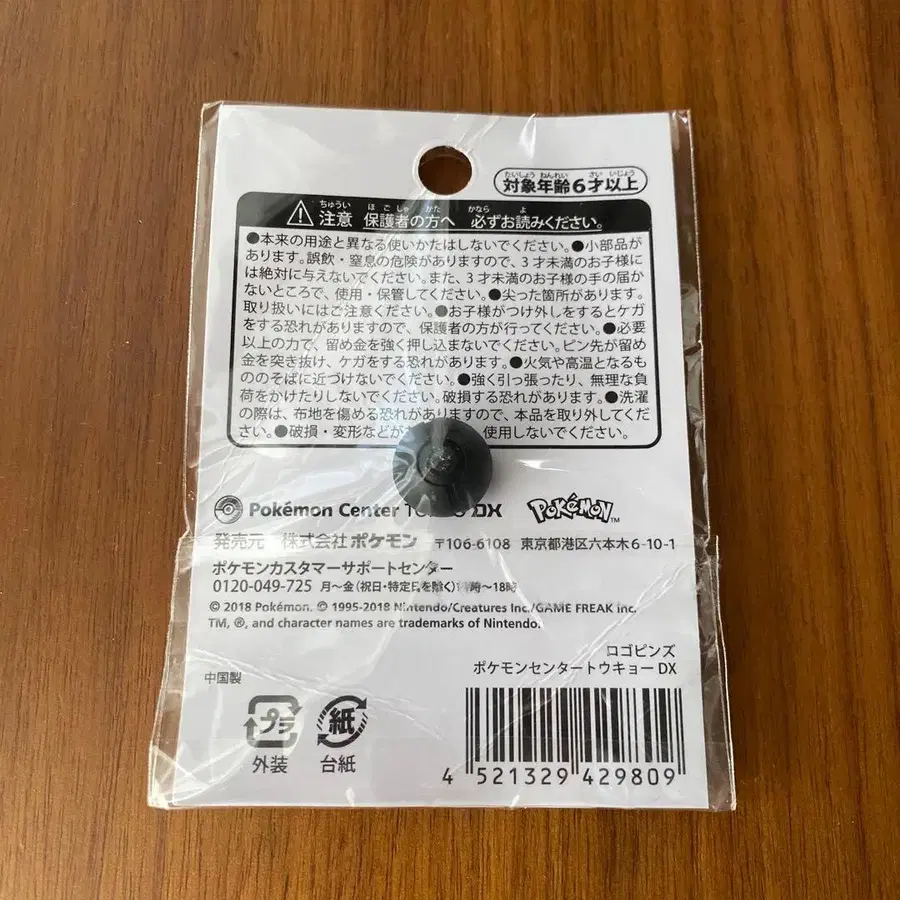 たいしょう ねんれい さい いじょう
対象年齢6才以上
ちゅうい ほごしゃ かた かなら よ
注意 保護者の方へ 必ずお読みください。
●本来の用途と異なる使いかたはしないでください。●小部品が
あります。誤飲・窒息の危険がありますので、3才未満のお子様に
は絶対に与えないでください。また、3才未満のお子様の手の届か
ないところで、使用・保管してください。●尖った箇所があります。
取り扱いにはご注意ください。●お子様がつけ外しをするとケガ
をする恐れがありますので、保護者の方が行ってください。●必要
以上の力で、留め金を強く押し込まないでください。ピン先が留め
金を突き抜け、ケガをする恐れがあります。●火気や高温となるも
ののそばに近づけないでください。●強く引っ張ったり、無理な負
荷をかけたりしないでください。破損する恐れがあります。●洗濯
の際は、布地を傷める恐れがありますので、本品を取り外してくだ
さい。●破損・変形などが 使用しないでください。
Pokémon Center DX POKéMON TM
発売元 株式会社ポケモン 〒106-6108 東京都港区六本木6-10-1
ポケモンカスタマーサポートセンター
0120-049-725 月～金(祝日・特定日を除く) 時～18時
© 2018 Pokémon. © 1995-2018 Nintendo/Creatures Inc./GAME FREAK inc.
TM, ®, and character names are trademarks of Nintendo.
ロゴピンズ
ポケモンセンタートウキョーDX
中国製
プラ 紙
外装 台紙
4 521329 429809